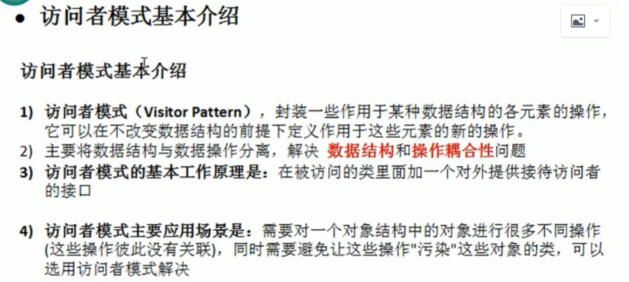 ● 访问者模式基本介绍
访问者模式基本介绍
1) 访问者模式（Visitor Pattern），封装一些作用于某种数据结构的各元素的操作，
它可以在不改变数据结构的前提下定义作用于这些元素的新的操作。
2) 主要将数据结构与数据操作分离，解决 数据结构和操作耦合性问题
3) 访问者模式的基本工作原理是：在被访问的类里面加一个对外提供接待访问者
的接口
4) 访问者模式主要应用场景是：需要对一个对象结构中的对象进行很多不同操作
(这些操作彼此没有关联)，同时需要避免让这些操作"污染"这些对象的类，可以
选用访问者模式解决